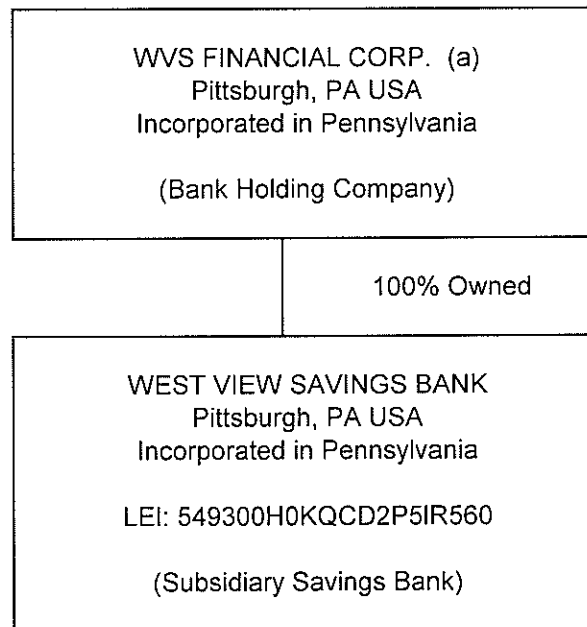 WVS FINANCIAL CORP. (a)
Pittsburgh, PA USA
Incorporated in Pennsylvania
(Bank Holding Company)
100% Owned
WEST VIEW SAVINGS BANK
Pittsburgh, PA USA
Incorporated in Pennsylvania
LEI: 549300H0KQCD2P5IR560
(Subsidiary Savings Bank)